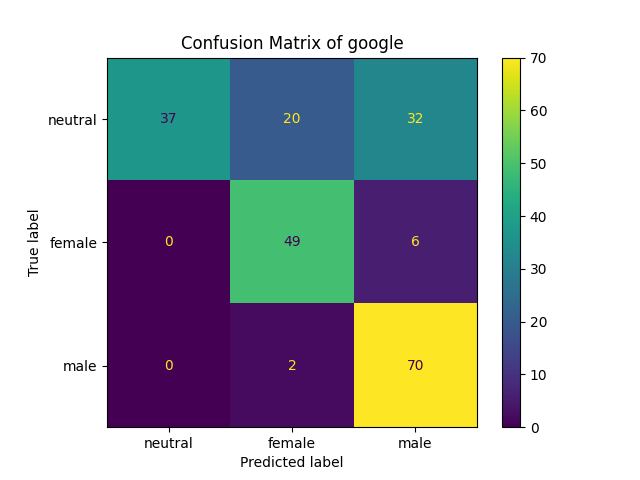 Confusion Matrix of google
True label
neutral 37 20 32
female 0 49 6
male 0 2 70
neutral female male
Predicted label
70
60
50
40
30
20
10
0